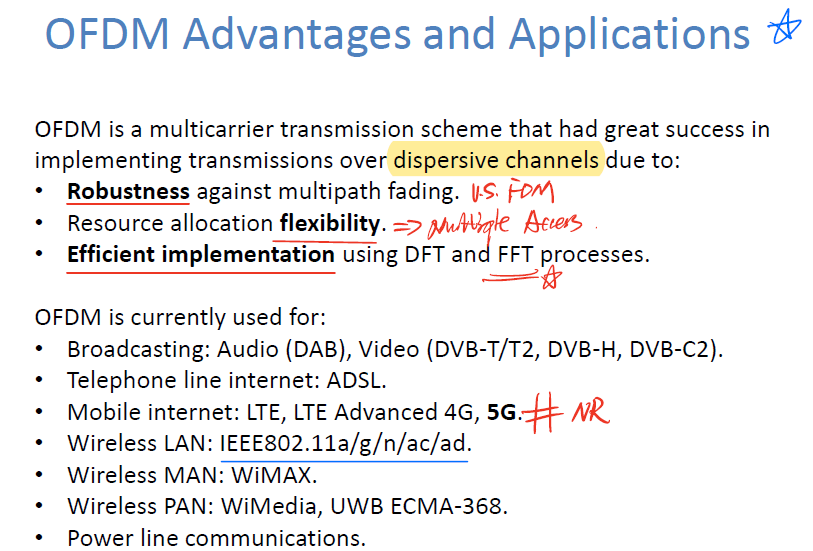 OFDM Advantages and Applications
OFDM is a multicarrier transmission scheme that had great success in
implementing transmissions over dispersive channels due to:
• Robustness against multipath fading. V.S. FDM
• Resource allocation flexibility. => Multiple Access.
• Efficient implementation using DFT and FFT processes.
OFDM is currently used for:
• Broadcasting: Audio (DAB), Video (DVB-T/T2, DVB-H, DVB-C2).
• Telephone line internet: ADSL.
• Mobile internet: LTE, LTE Advanced 4G, 5G. # NR
• Wireless LAN: IEEE802.11a/g/n/ac/ad.
• Wireless MAN: WiMAX.
• Wireless PAN: WiMedia, UWB ECMA-368.
• Power line communications.